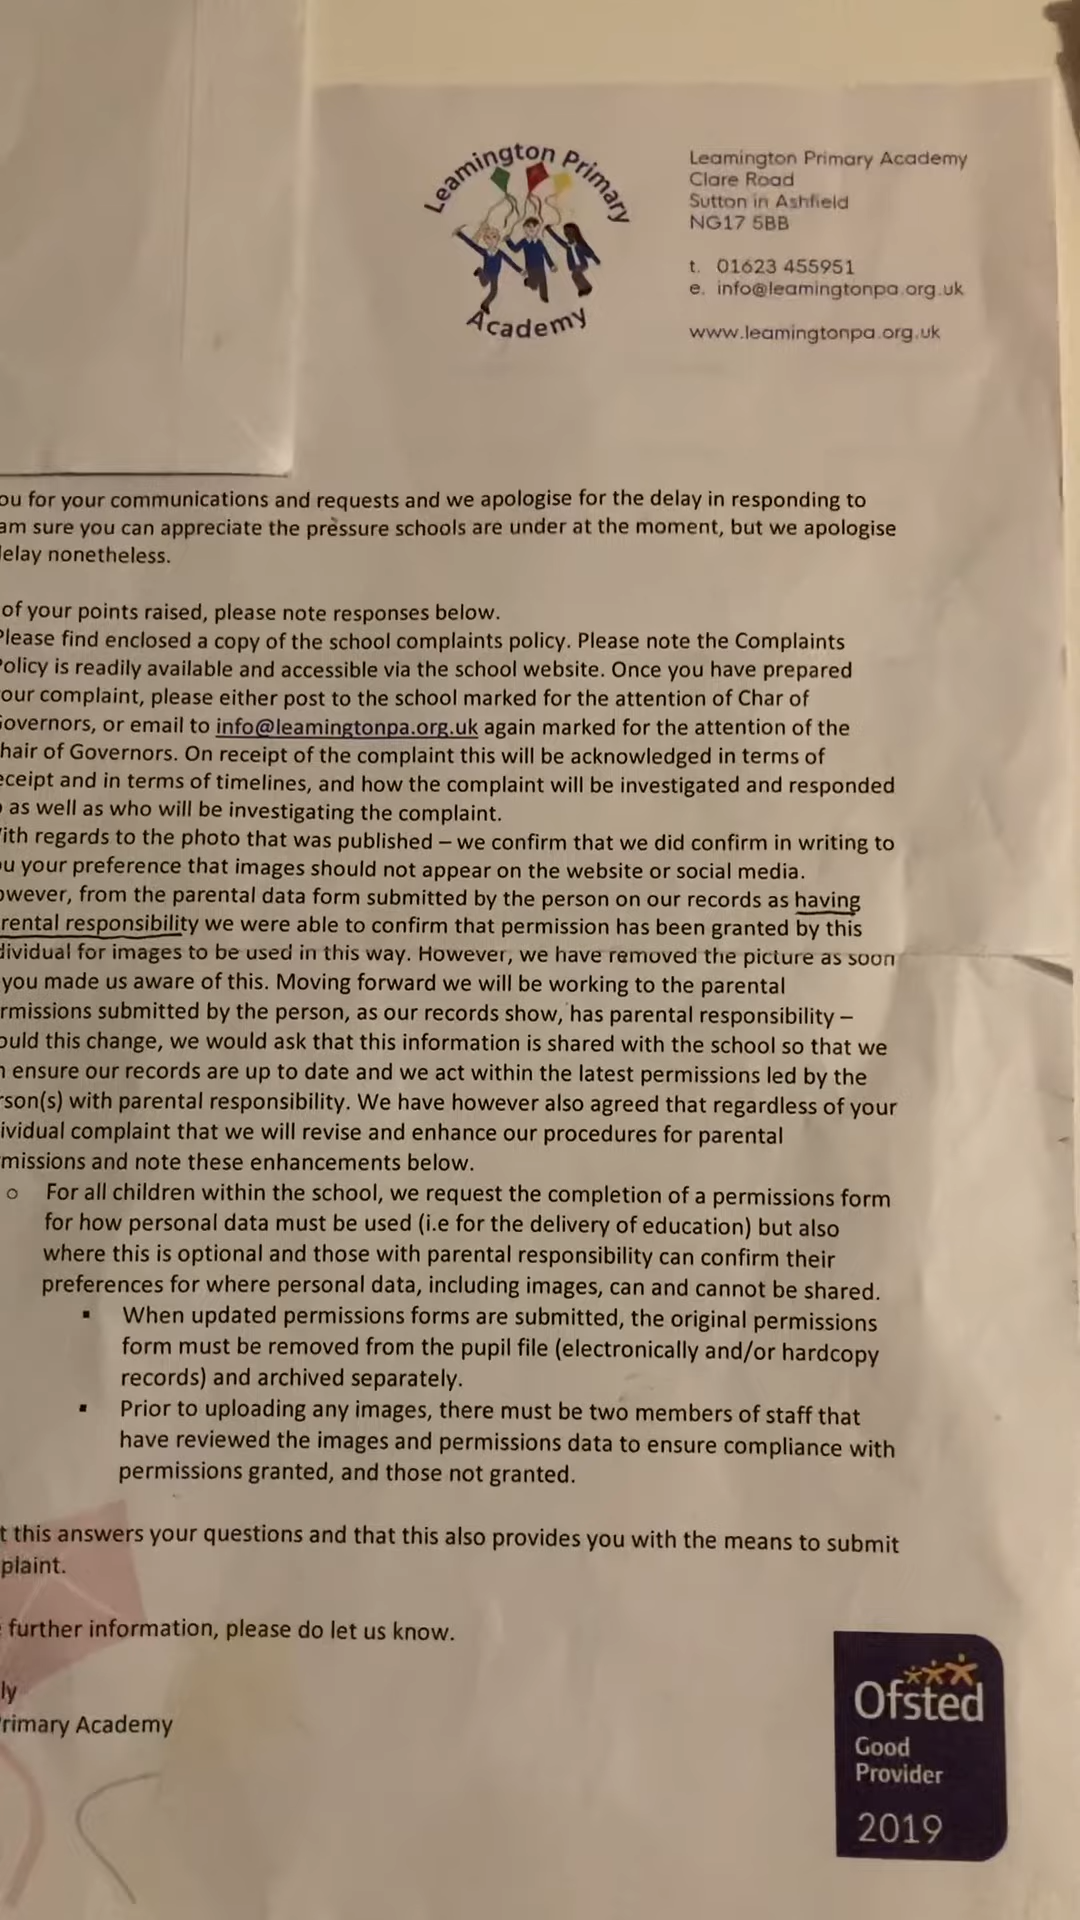 Leamington Primary
Academy
Leamington Primary Academy
Clare Road
Sutton in Ashfield
NG17 5BB
t. 01623 455951
e. info@leamingtonpa.org.uk
www.leamingtonpa.org.uk
ou for your communications and requests and we apologise for the delay in responding to
am sure you can appreciate the pressure schools are under at the moment, but we apologise
elay nonetheless.
of your points raised, please note responses below.
Please find enclosed a copy of the school complaints policy. Please note the Complaints
Policy is readily available and accessible via the school website. Once you have prepared
our complaint, please either post to the school marked for the attention of Char of
Governors, or email to info@leamingtonpa.org.uk again marked for the attention of the
hair of Governors. On receipt of the complaint this will be acknowledged in terms of
eceipt and in terms of timelines, and how the complaint will be investigated and responded
as well as who will be investigating the complaint.
ith regards to the photo that was published – we confirm that we did confirm in writing to
ou your preference that images should not appear on the website or social media.
owever, from the parental data form submitted by the person on our records as having
rental responsibility we were able to confirm that permission has been granted by this
dividual for images to be used in this way. However, we have removed the picture as soon
you made us aware of this. Moving forward we will be working to the parental
rmissions submitted by the person, as our records show, has parental responsibility –
ould this change, we would ask that this information is shared with the school so that we
n ensure our records are up to date and we act within the latest permissions led by the
rson(s) with parental responsibility. We have however also agreed that regardless of your
ividual complaint that we will revise and enhance our procedures for parental
missions and note these enhancements below.
o For all children within the school, we request the completion of a permissions form
for how personal data must be used (i.e for the delivery of education) but also
where this is optional and those with parental responsibility can confirm their
preferences for where personal data, including images, can and cannot be shared.
▪ When updated permissions forms are submitted, the original permissions
form must be removed from the pupil file (electronically and/or hardcopy
records) and archived separately.
▪ Prior to uploading any images, there must be two members of staff that
have reviewed the images and permissions data to ensure compliance with
permissions granted, and those not granted.
t this answers your questions and that this also provides you with the means to submit
plaint.
further information, please do let us know.
ly
Primary Academy
Ofsted
Good
Provider
2019